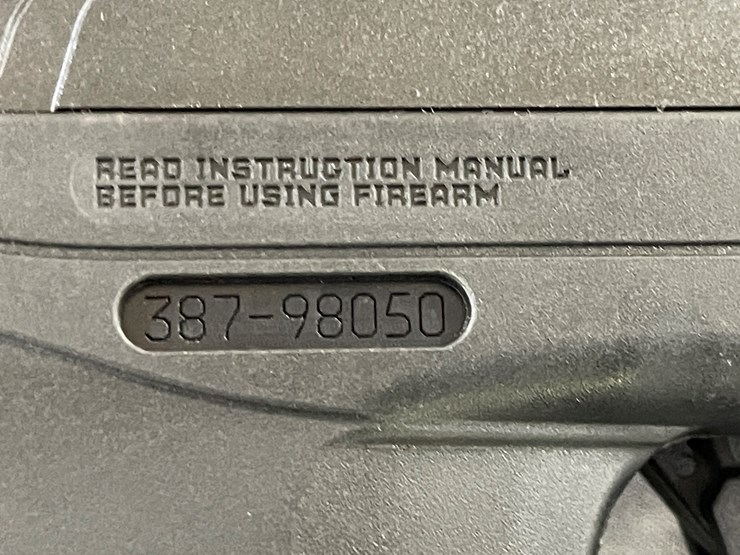 READ INSTRUCTION MANUAL
BEFORE USING FIREARM
387-98050